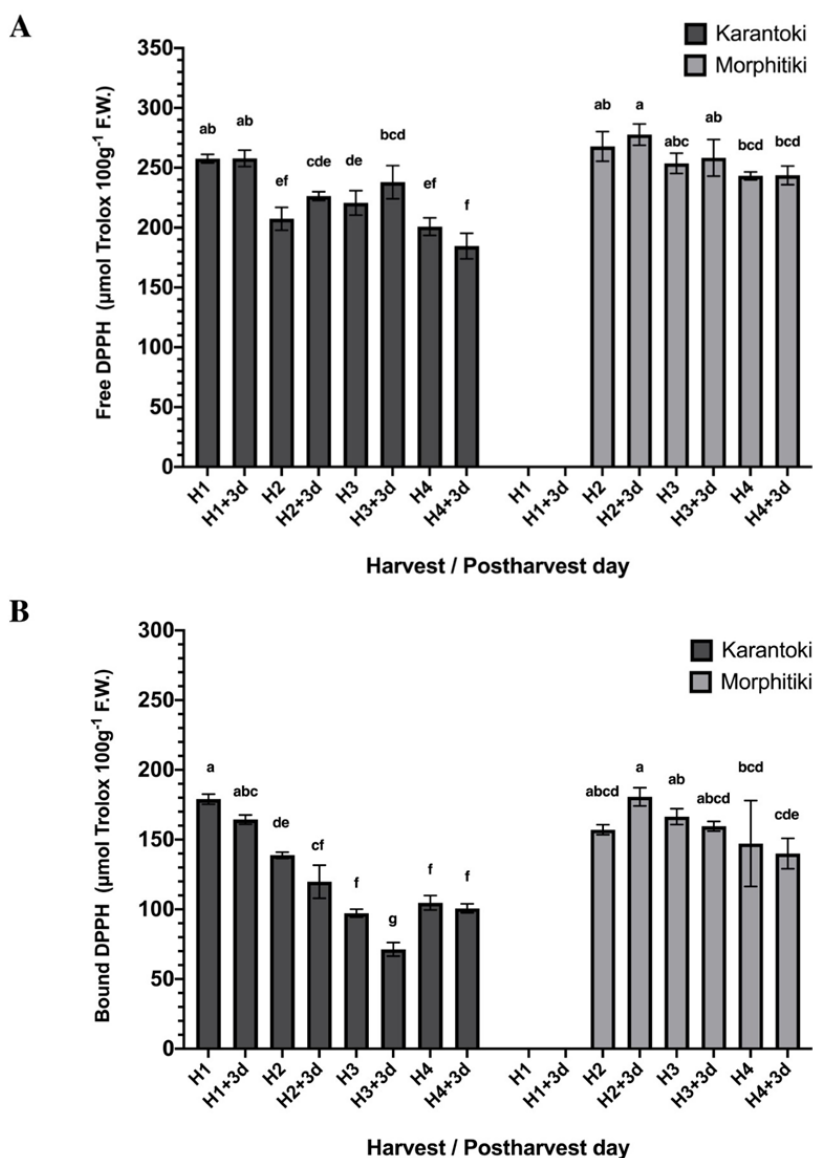 A
Karantoki
Morphitiki
Free DPPH (μmol Trolox 100g-1 F.W.)
350
300
250
200
150
100
50
0
ab
ab
ef
cde
de
bcd
ef
f
ab
a
abc
ab
bcd
bcd
H1
H1+3d
H2
H2+3d
H3
H3+3d
H4
H4+3d
H1
H1+3d
H2
H2+3d
H3
H3+3d
H4
H4+3d
Harvest / Postharvest day
B
Karantoki
Morphitiki
Bound DPPH (μmol Trolox 100g-1 F.W.)
300
250
200
150
100
50
0
a
abc
de
cf
f
g
f
f
abcd
a
ab
abcd
bcd
cde
H1
H1+3d
H2
H2+3d
H3
H3+3d
H4
H4+3d
H1
H1+3d
H2
H2+3d
H3
H3+3d
H4
H4+3d
Harvest / Postharvest day